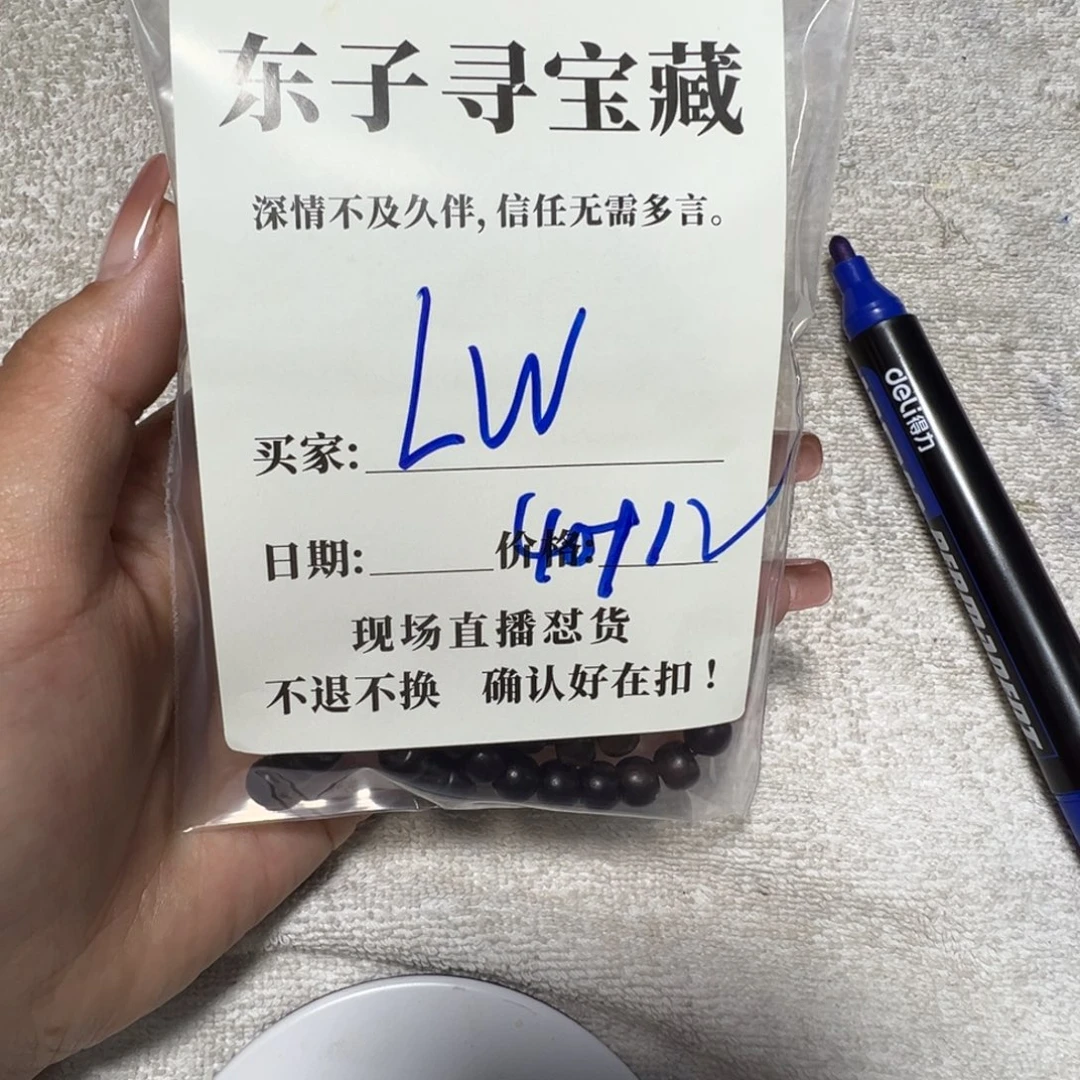 东子寻宝藏
深情不及久伴,信任无需多言。
买家: LW
日期: 价格:
现场直播怼货
不退不换 确认好在扣!
deli得力
PERMANENT